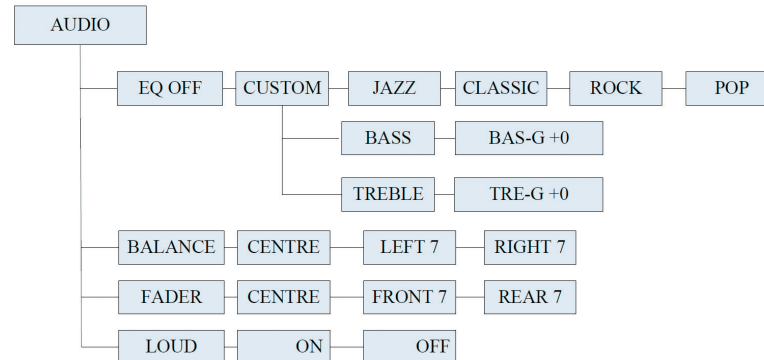 AUDIO
EQ OFF CUSTOM JAZZ CLASSIC ROCK POP
BASS BAS-G +0
TREBLE TRE-G +0
BALANCE CENTRE LEFT 7 RIGHT 7
FADER CENTRE FRONT 7 REAR 7
LOUD ON OFF